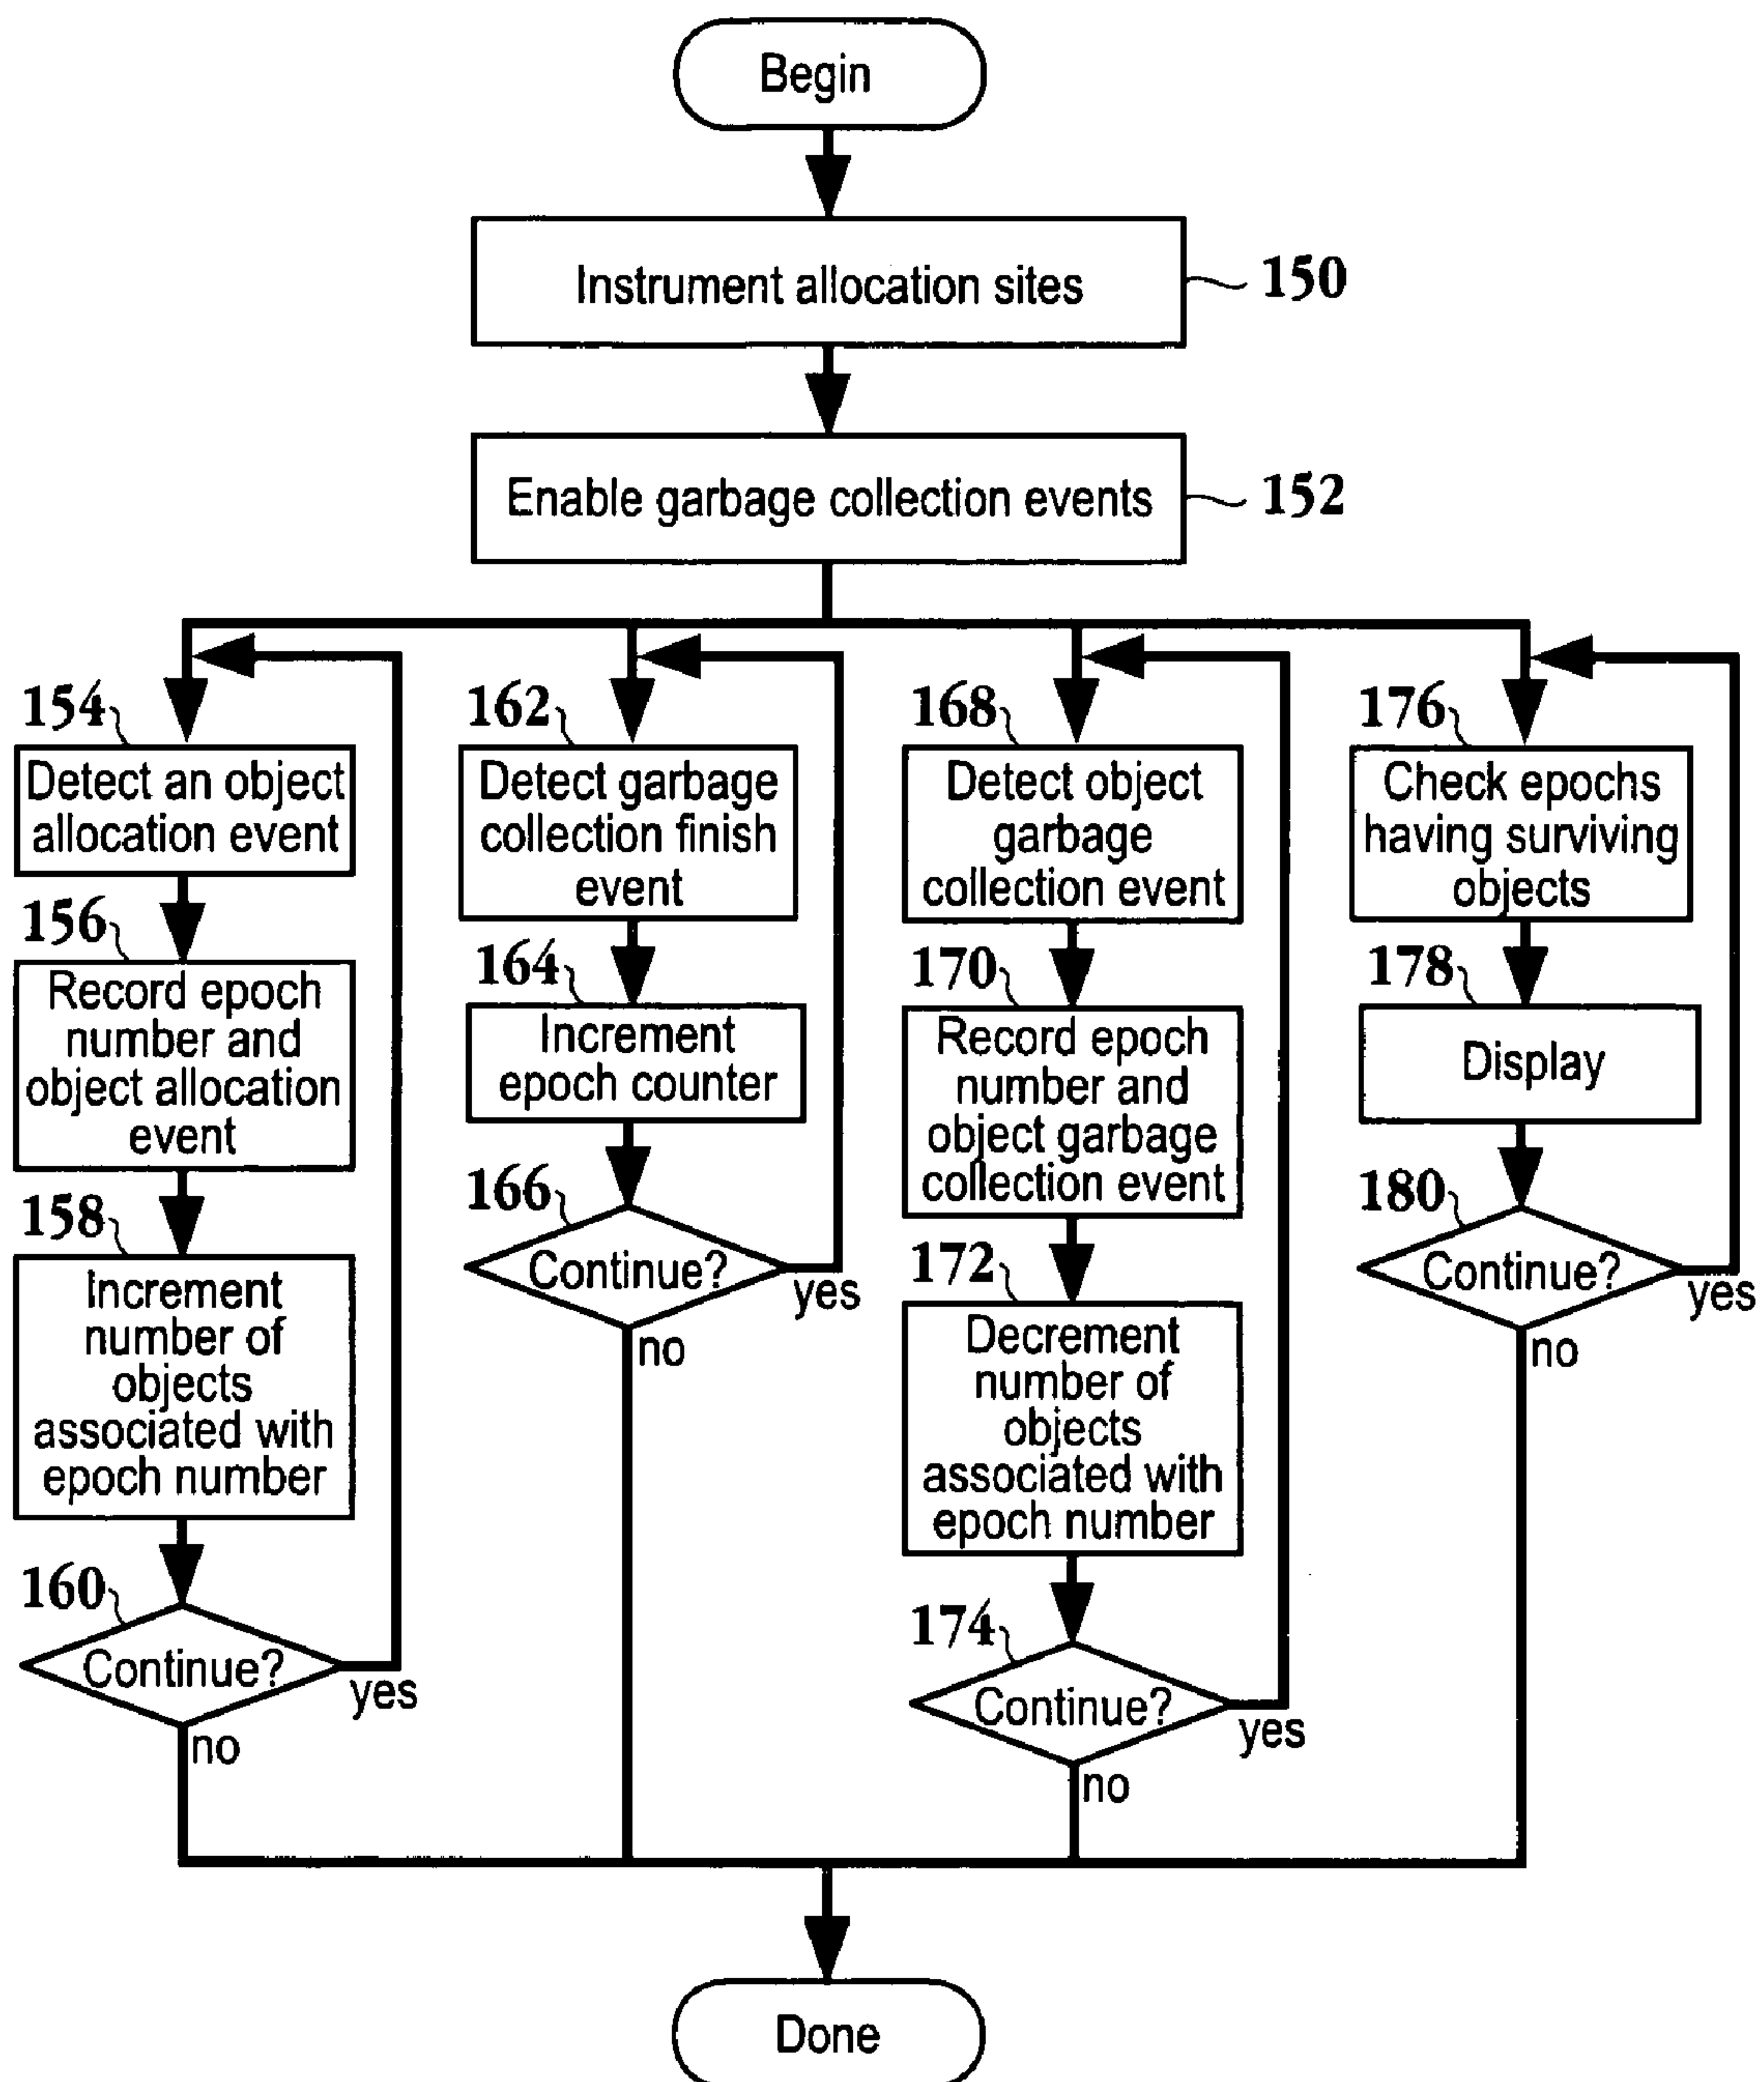 Begin
Instrument allocation sites
150
Enable garbage collection events
152
154
Detect an object
allocation event
156
Record epoch
number and
object allocation
event
158
Increment
number of
objects
associated with
epoch number
160
Continue?
yes
no
162
Detect garbage
collection finish
event
164
Increment
epoch counter
166
Continue?
yes
no
168
Detect object
garbage
collection event
170
Record epoch
number and
object garbage
collection event
172
Decrement
number of
objects
associated with
epoch number
174
Continue?
yes
no
176
Check epochs
having surviving
objects
178
Display
180
Continue?
yes
no
Done